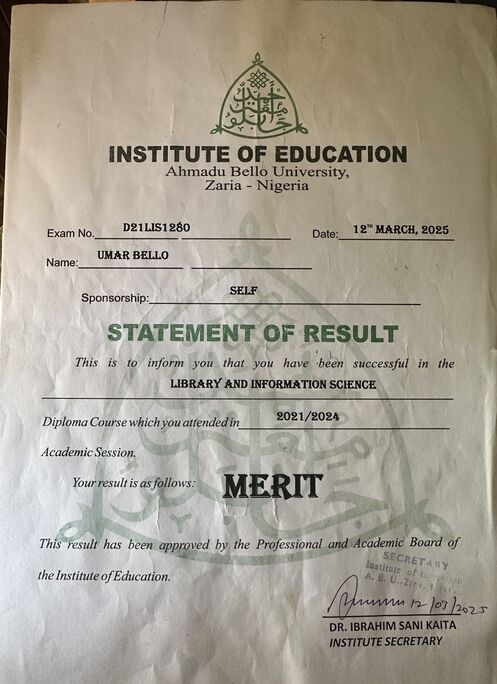 INSTITUTE OF EDUCATION
Ahmadu Bello University,
Zaria - Nigeria
Exam No. D21LIS1280 Date: 12TH MARCH, 2025
Name: UMAR BELLO
Sponsorship: SELF
STATEMENT OF RESULT
This is to inform you that you have been successful in the
LIBRARY AND INFORMATION SCIENCE
Diploma Course which you attended in 2021/2024
Academic Session.
Your result is as follows: MERIT
This result has been approved by the Professional and Academic Board of
the Institute of Education.
SECRETARY
Institute of Education
A. B. U., Zaria
12/03/2025
DR. IBRAHIM SANI KAITA
INSTITUTE SECRETARY